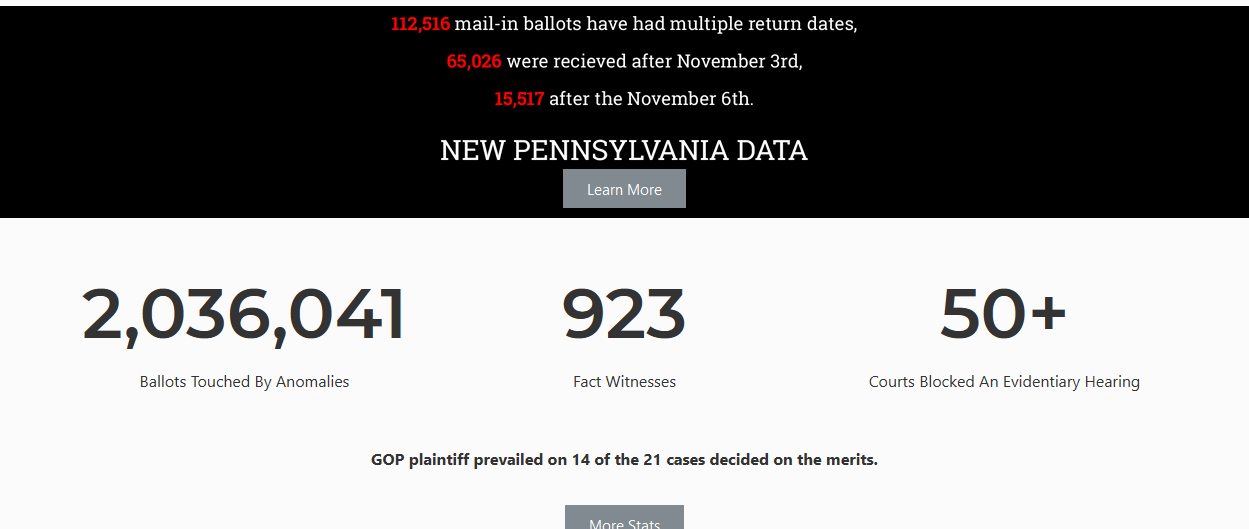 112,516 mail-in ballots have had multiple return dates,
65,026 were recieved after November 3rd,
15,517 after the November 6th.
NEW PENNSYLVANIA DATA
Learn More
2,036,041
923
50+
Ballots Touched By Anomalies
Fact Witnesses
Courts Blocked An Evidentiary Hearing
GOP plaintiff prevailed on 14 of the 21 cases decided on the merits.
More Stats